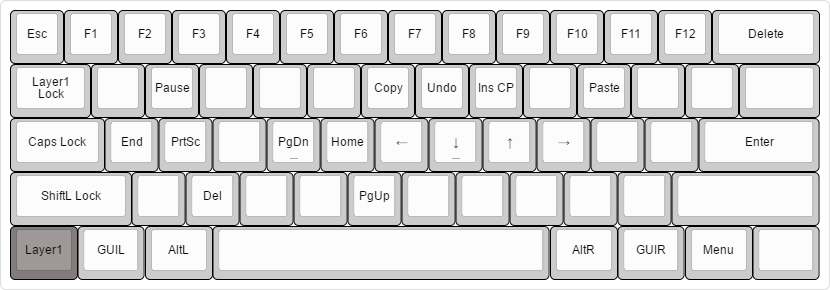 Esc F1 F2 F3 F4 F5 F6 F7 F8 F9 F10 F11 F12 Delete
Layer1
Lock
Pause Copy Undo Ins CP Paste
Caps Lock End PrtSc PgDn Home ← ↓ ↑ → Enter
_ _
ShiftL Lock Del PgUp
Layer1 GUIL AltL AltR GUIR Menu